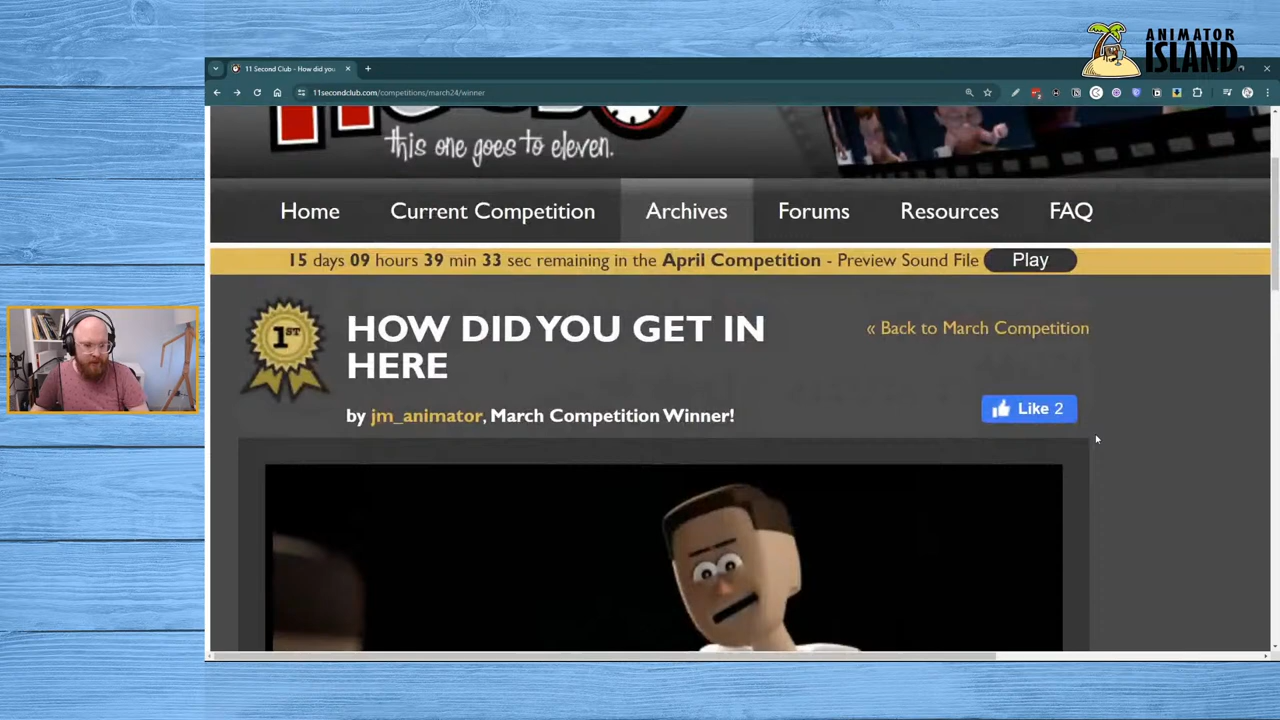 ANIMATOR
ISLAND
11 Second Club - How did you
11secondclub.com/competitions/march24/winner
this one goes to eleven.
Home Current Competition Archives Forums Resources FAQ
15 days 09 hours 39 min 33 sec remaining in the April Competition - Preview Sound File Play
1ST
HOW DID YOU GET IN
HERE
« Back to March Competition
by jm_animator, March Competition Winner!
Like 2